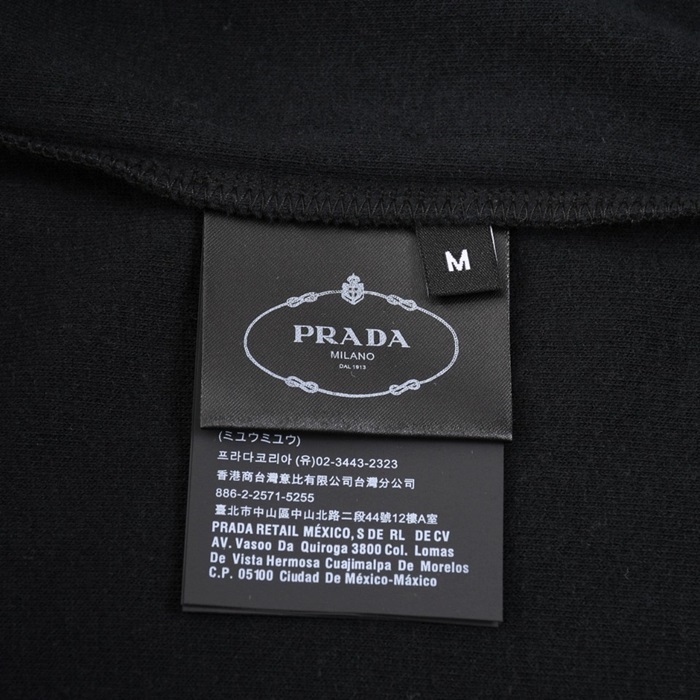 M
PRADA
MILANO
DAL 1913
(ミュウミュウ)
프라다코리아 (유)02-3443-2323
香港商台灣意比有限公司台灣分公司
886-2-2571-5255
臺北市中山區中山北路二段44號12樓A室
PRADA RETAIL MÉXICO, S DE RL DE CV
AV. Vasoo Da Quiroga 3800 Col. Lomas
De Vista Hermosa Cuajimalpa De Morelos
C.P. 05100 Ciudad De México-México